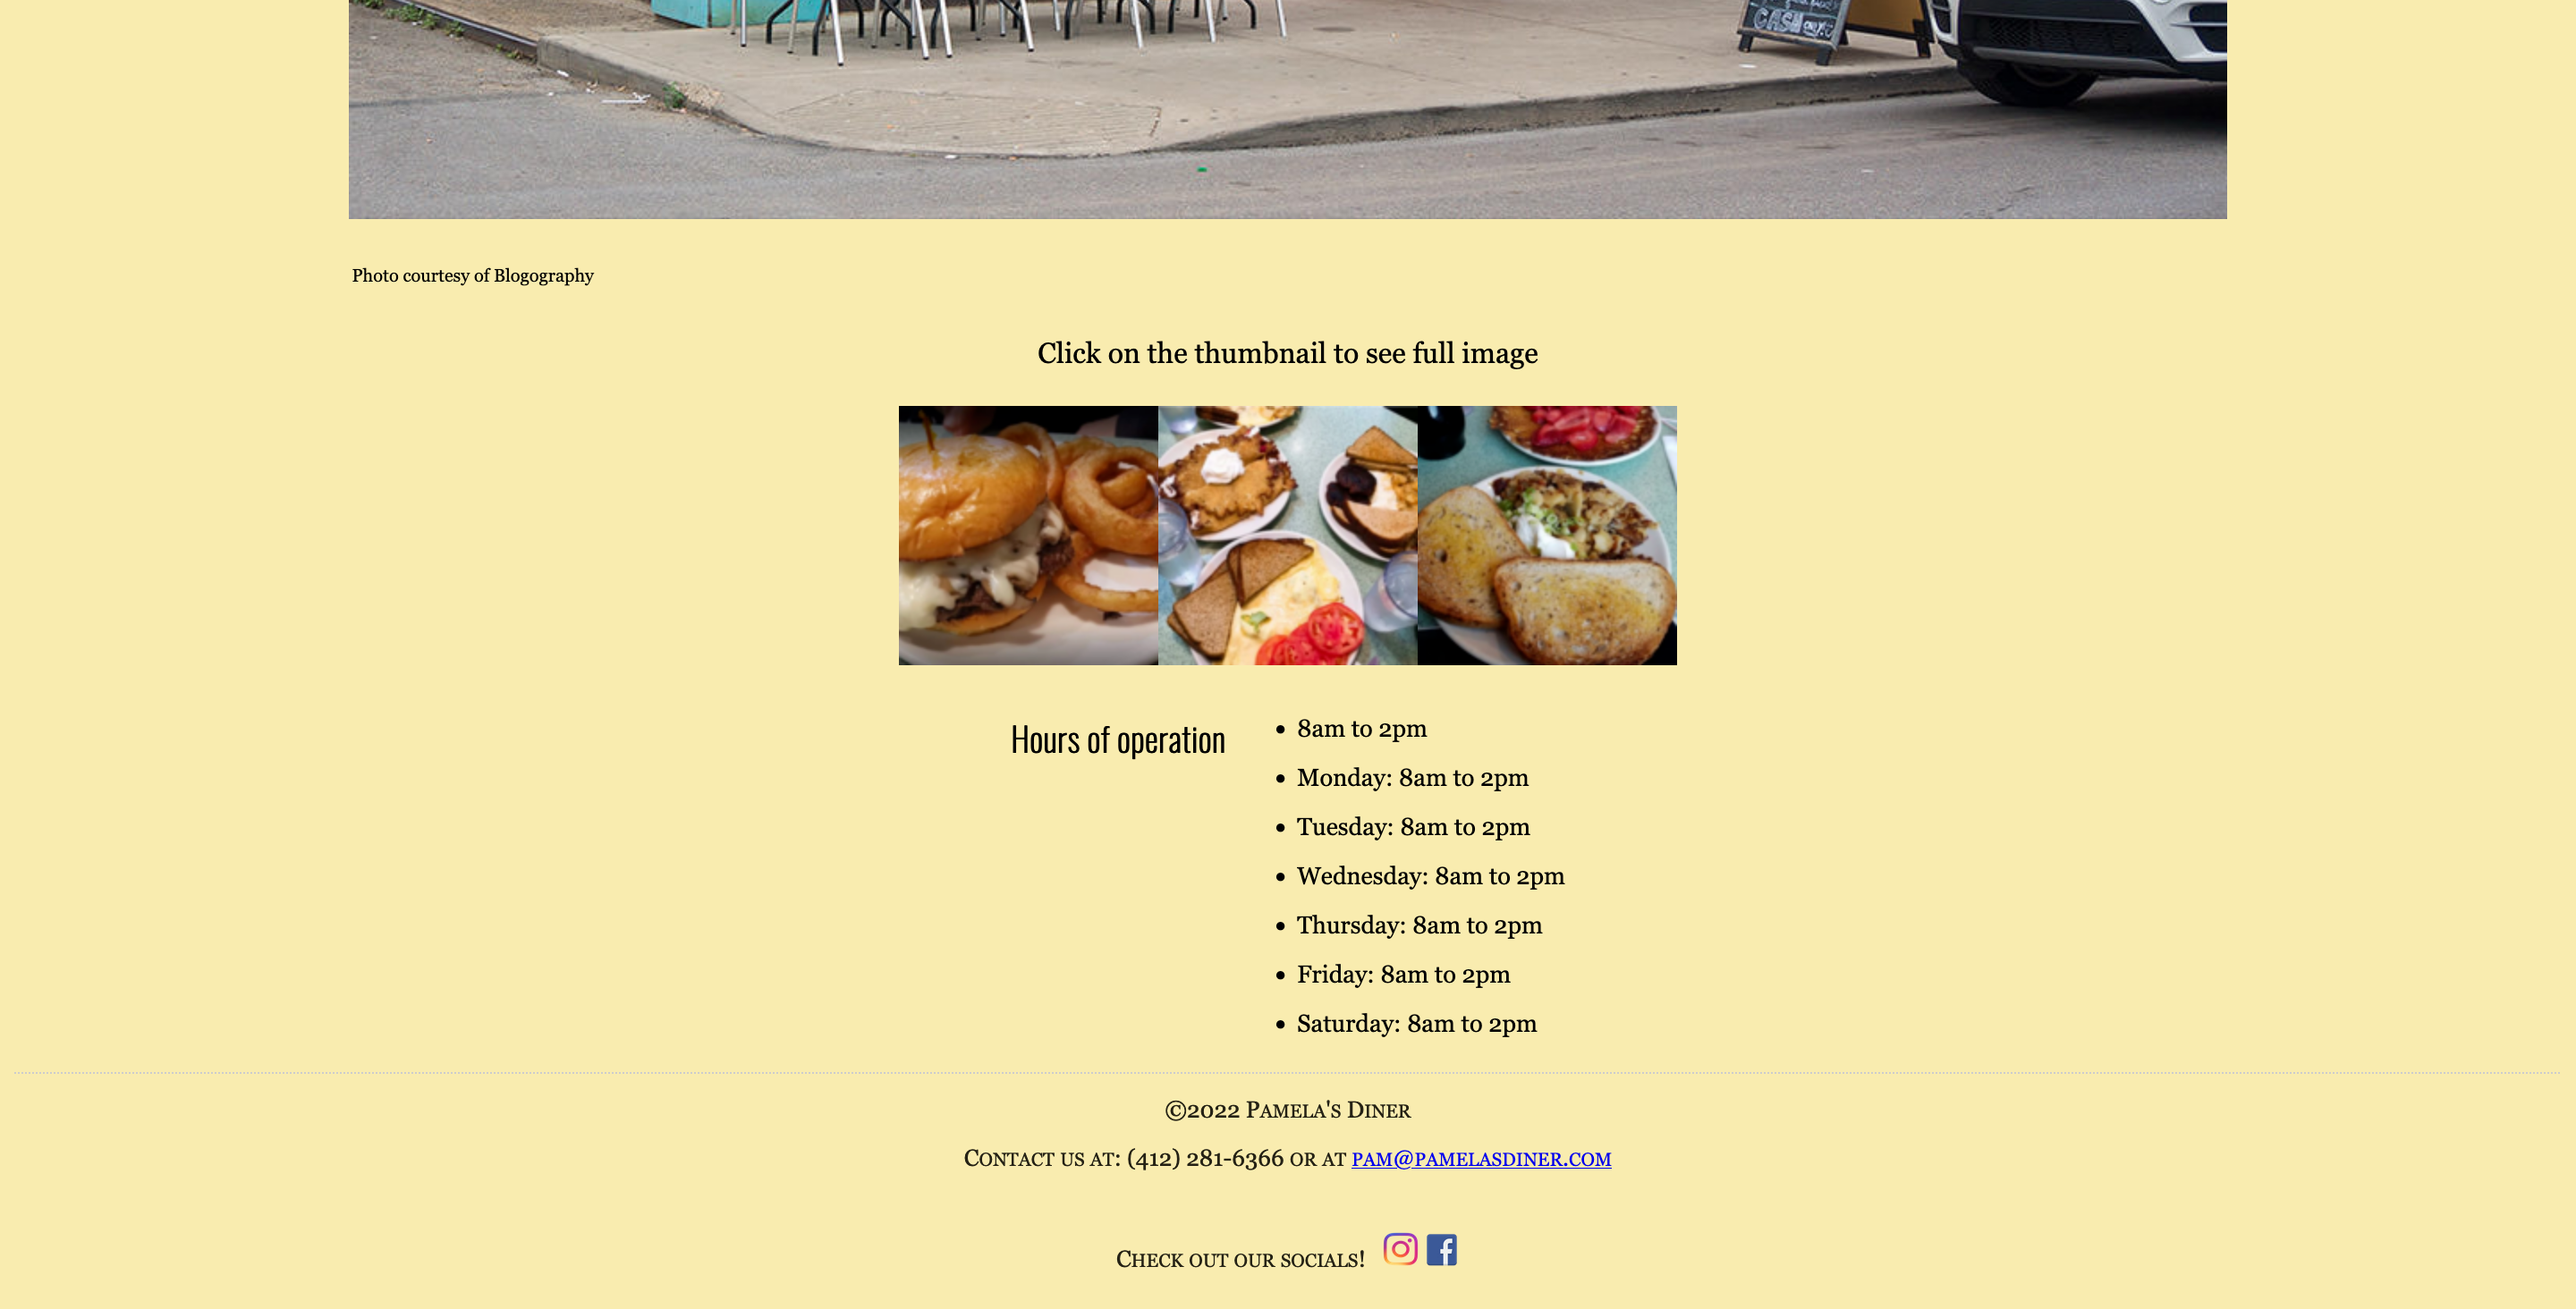 CASH ONLY
Photo courtesy of Blogography
Click on the thumbnail to see full image
Hours of operation
• 8am to 2pm
• Monday: 8am to 2pm
• Tuesday: 8am to 2pm
• Wednesday: 8am to 2pm
• Thursday: 8am to 2pm
• Friday: 8am to 2pm
• Saturday: 8am to 2pm
©2022 Pamela's Diner
Contact us at: (412) 281-6366 or at pam@pamelasdiner.com
Check out our socials!